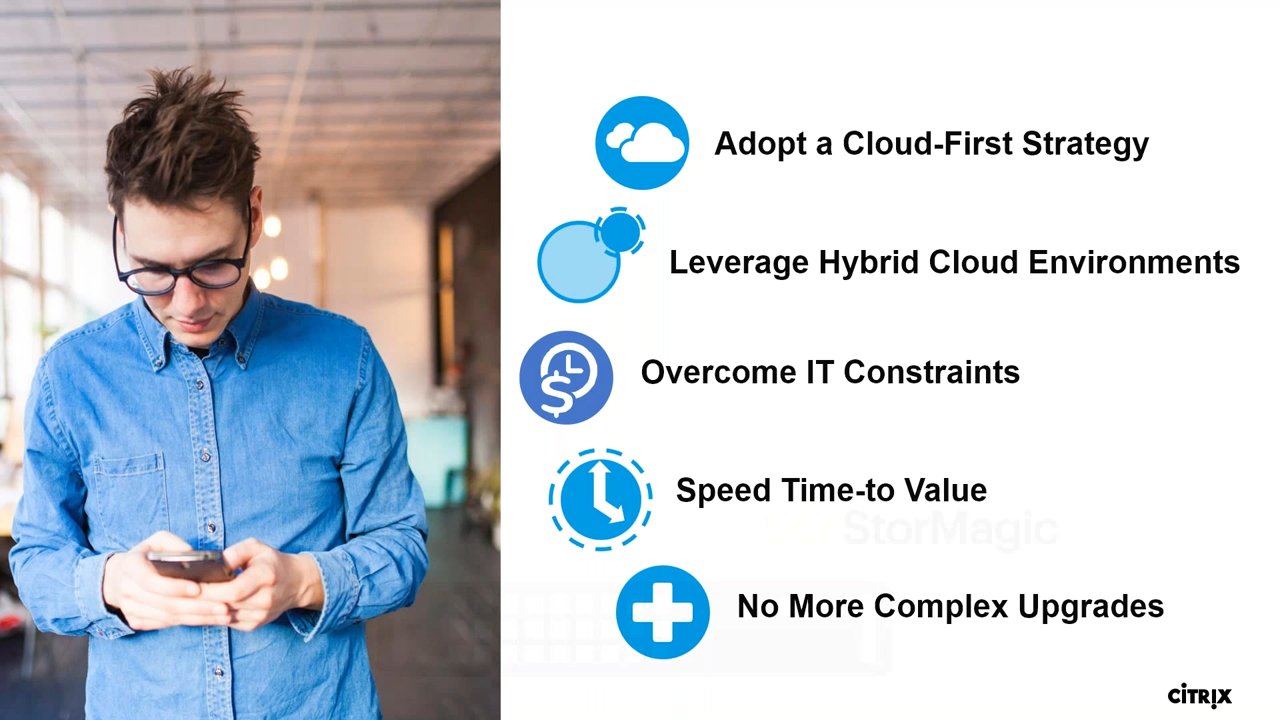 Adopt a Cloud-First Strategy
Leverage Hybrid Cloud Environments
Overcome IT Constraints
$
Speed Time-to Value
StorMagic
No More Complex Upgrades
CITRIX